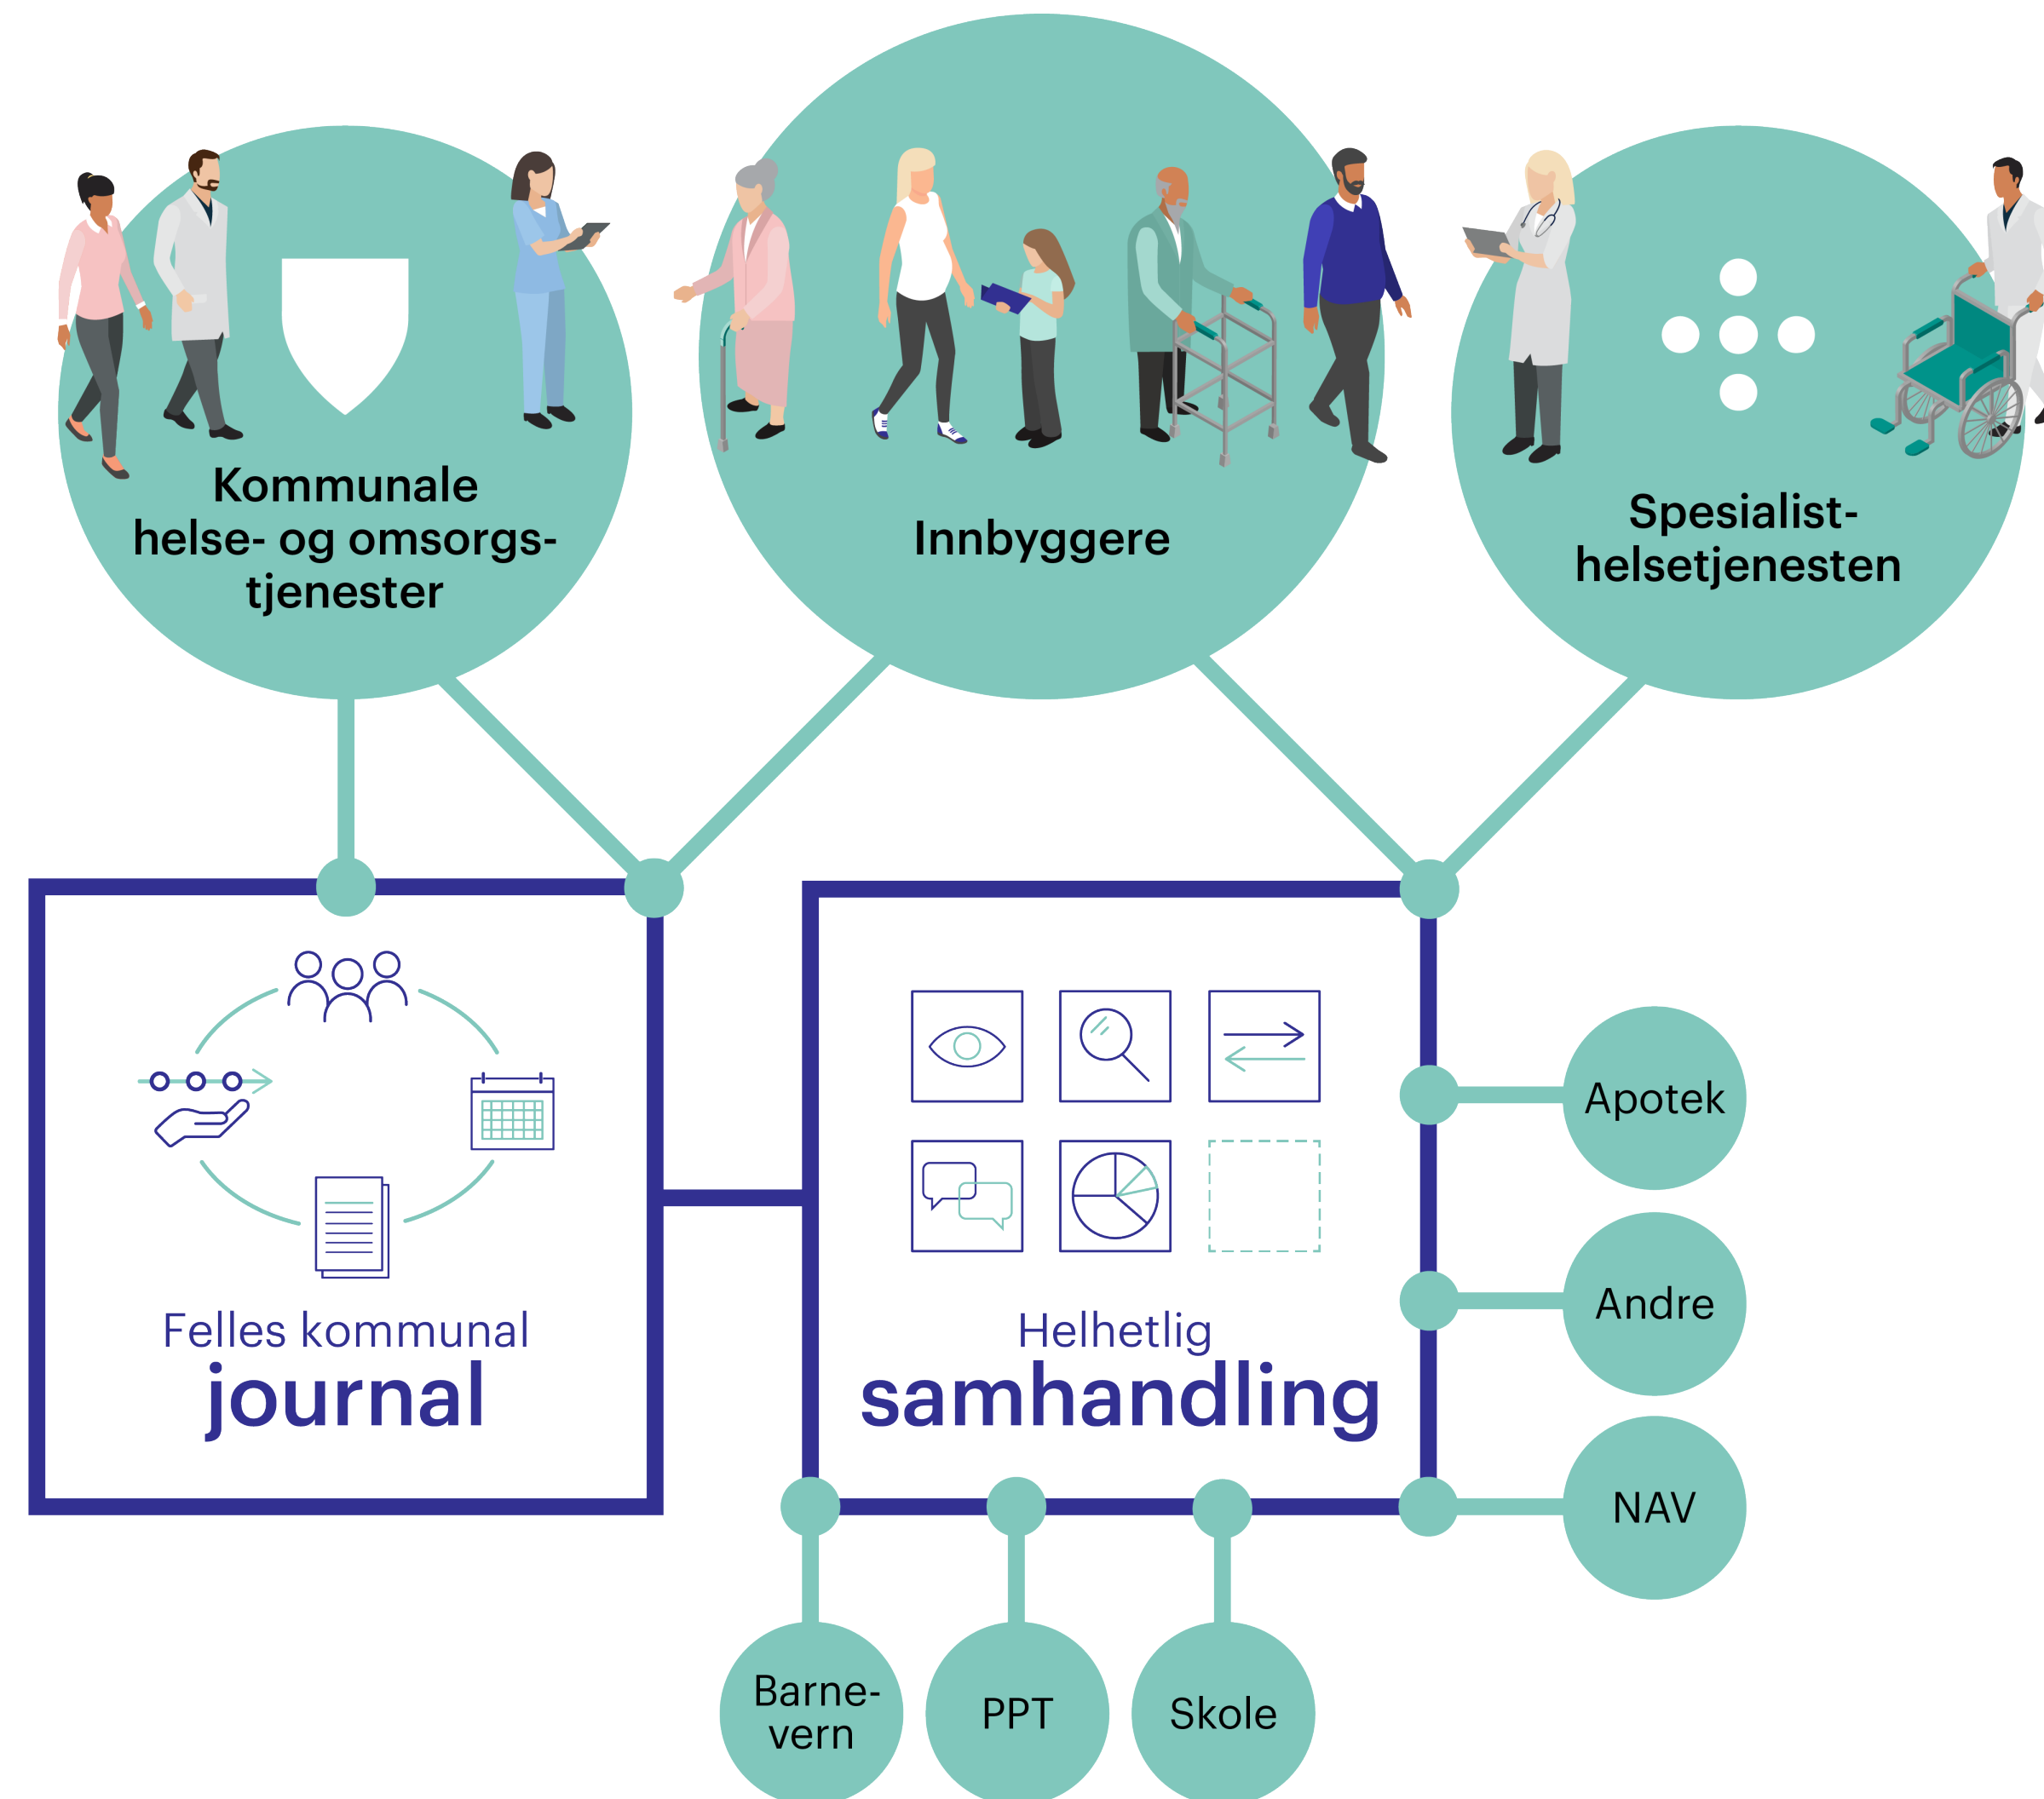 Kommunale
helse- og omsorgs-
tjenester
Innbyggere
Spesialist-
helsetjenesten
Felles kommunal
journal
Helhetlig
samhandling
Apotek
Andre
NAV
Barne-
vern
PPT
Skole